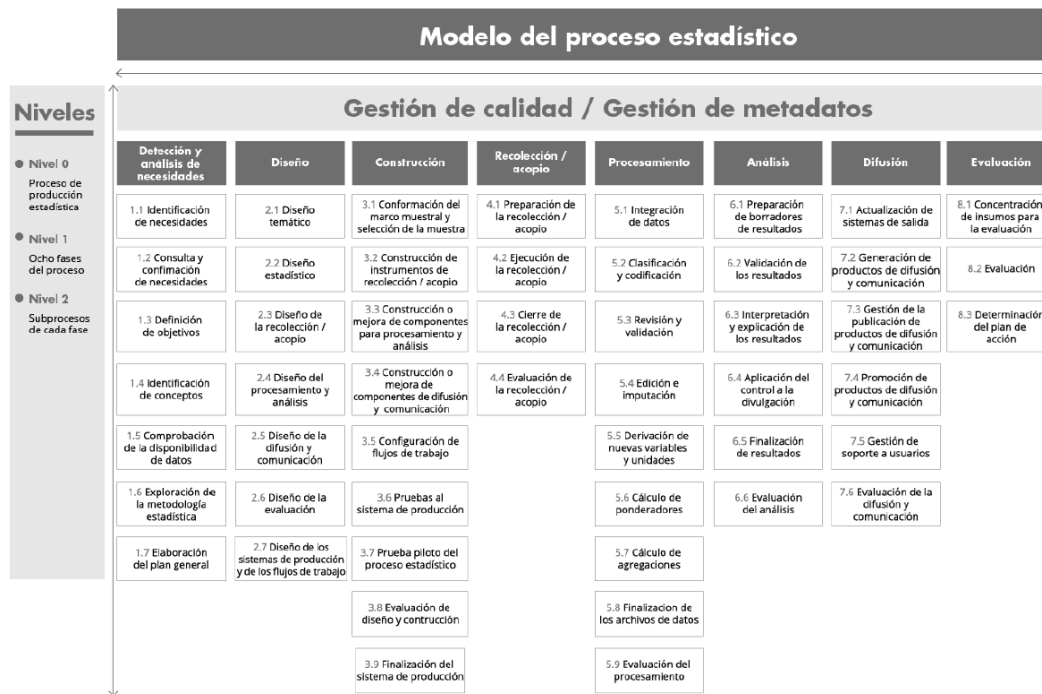 Modelo del proceso estadístico
Niveles
Nivel 0
Proceso de
producción
estadística
Nivel 1
Ocho fases
del proceso
Nivel 2
Subprocesos
de cada fase
Gestión de calidad / Gestión de metadatos
Detección y
análisis de
necesidades
1.1 Identificación
de necesidades
1.2 Consulta y
confimación
de necesidades
1.3 Definición
de objetivos
1.4 Identificación
de conceptos
1.5 Comprobación
de la disponibilidad
de datos
1.6 Exploración de
la metodología
estadística
1.7 Elaboración
del plan general
Diseño
2.1 Diseño
temático
2.2 Diseño
estadístico
2.3 Diseño de
la recolección /
acopio
2.4 Diseño del
procesamiento y
análisis
2.5 Diseño de la
difusión y
comunicación
2.6 Diseño de la
evaluación
2.7 Diseño de los
sistemas de producción
y de los flujos de trabajo
Construcción
3.1 Conformación del
marco muestral y
selección de la muestra
3.2 Construcción de
instrumentos de
recolección / acopio
3.3 Construcción o
mejora de componentes
para procesamiento y
análisis
3.4 Construcción o
mejora de
componentes de difusión
y comunicación
3.5 Configuración de
flujos de trabajo
3.6 Pruebas al
sistema de producción
3.7 Prueba piloto del
proceso estadístico
3.8 Evaluación de
diseño y contrucción
3.9 Finalización del
sistema de producción
Recolección /
acopio
4.1 Preparación de
la recolección /
acopio
4.2 Ejecución de
la recolección /
acopio
4.3 Cierre de
la recolección /
acopio
4.4 Evaluación de
la recolección /
acopio
Procesamiento
5.1 Integración
de datos
5.2 Clasificación
y codificación
5.3 Revisión y
validación
5.4 Edición e
imputación
5.5 Derivación de
nuevas variables
y unidades
5.6 Cálculo de
ponderadores
5.7 Cálculo de
agregaciones
5.8 Finalizacion de
los archivos de datos
5.9 Evaluación del
procesamiento
Análisis
6.1 Preparación
de borradores
de resultados
6.2 Validación de
los resultados
6.3 Interpretación
y explicación de
los resultados
6.4 Aplicación del
control a la
divulgación
6.5 Finalización
de resultados
6.6 Evaluación
del análisis
Difusión
7.1 Actualización de
sistemas de salida
7.2 Generación de
productos de difusión
y comunicación
7.3 Gestión de la
publicación de
productos de difusión
y comunicación
7.4 Promoción de
productos de difusión
y comunicación
7.5 Gestión de
soporte a usuarios
7.6 Evaluación de la
difusión y
comunicación
Evaluación
8.1 Concentración
de insumos para
la evaluación
8.2 Evaluación
8.3 Determinación
del plan de
acción